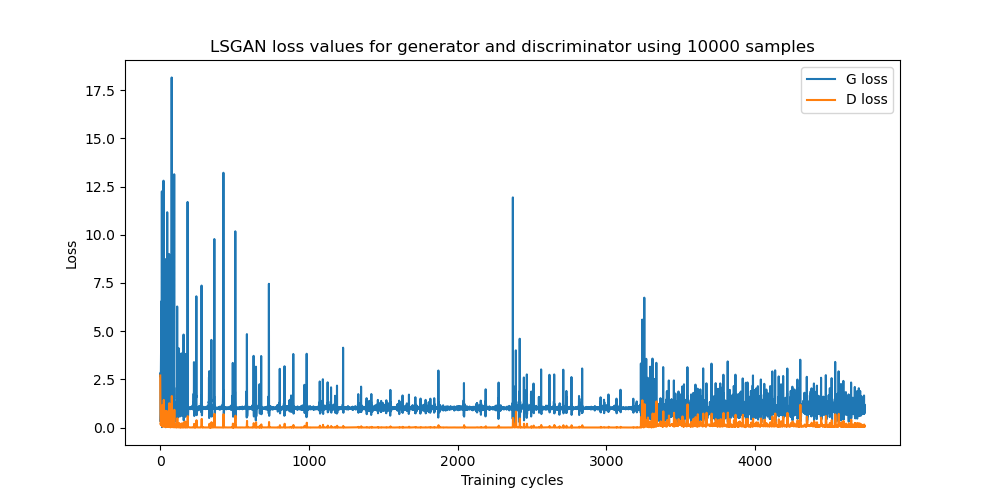 LSGAN loss values for generator and discriminator using 10000 samples
G loss
D loss
17.5
15.0
12.5
10.0
7.5
5.0
2.5
0.0
Loss
0 1000 2000 3000 4000
Training cycles